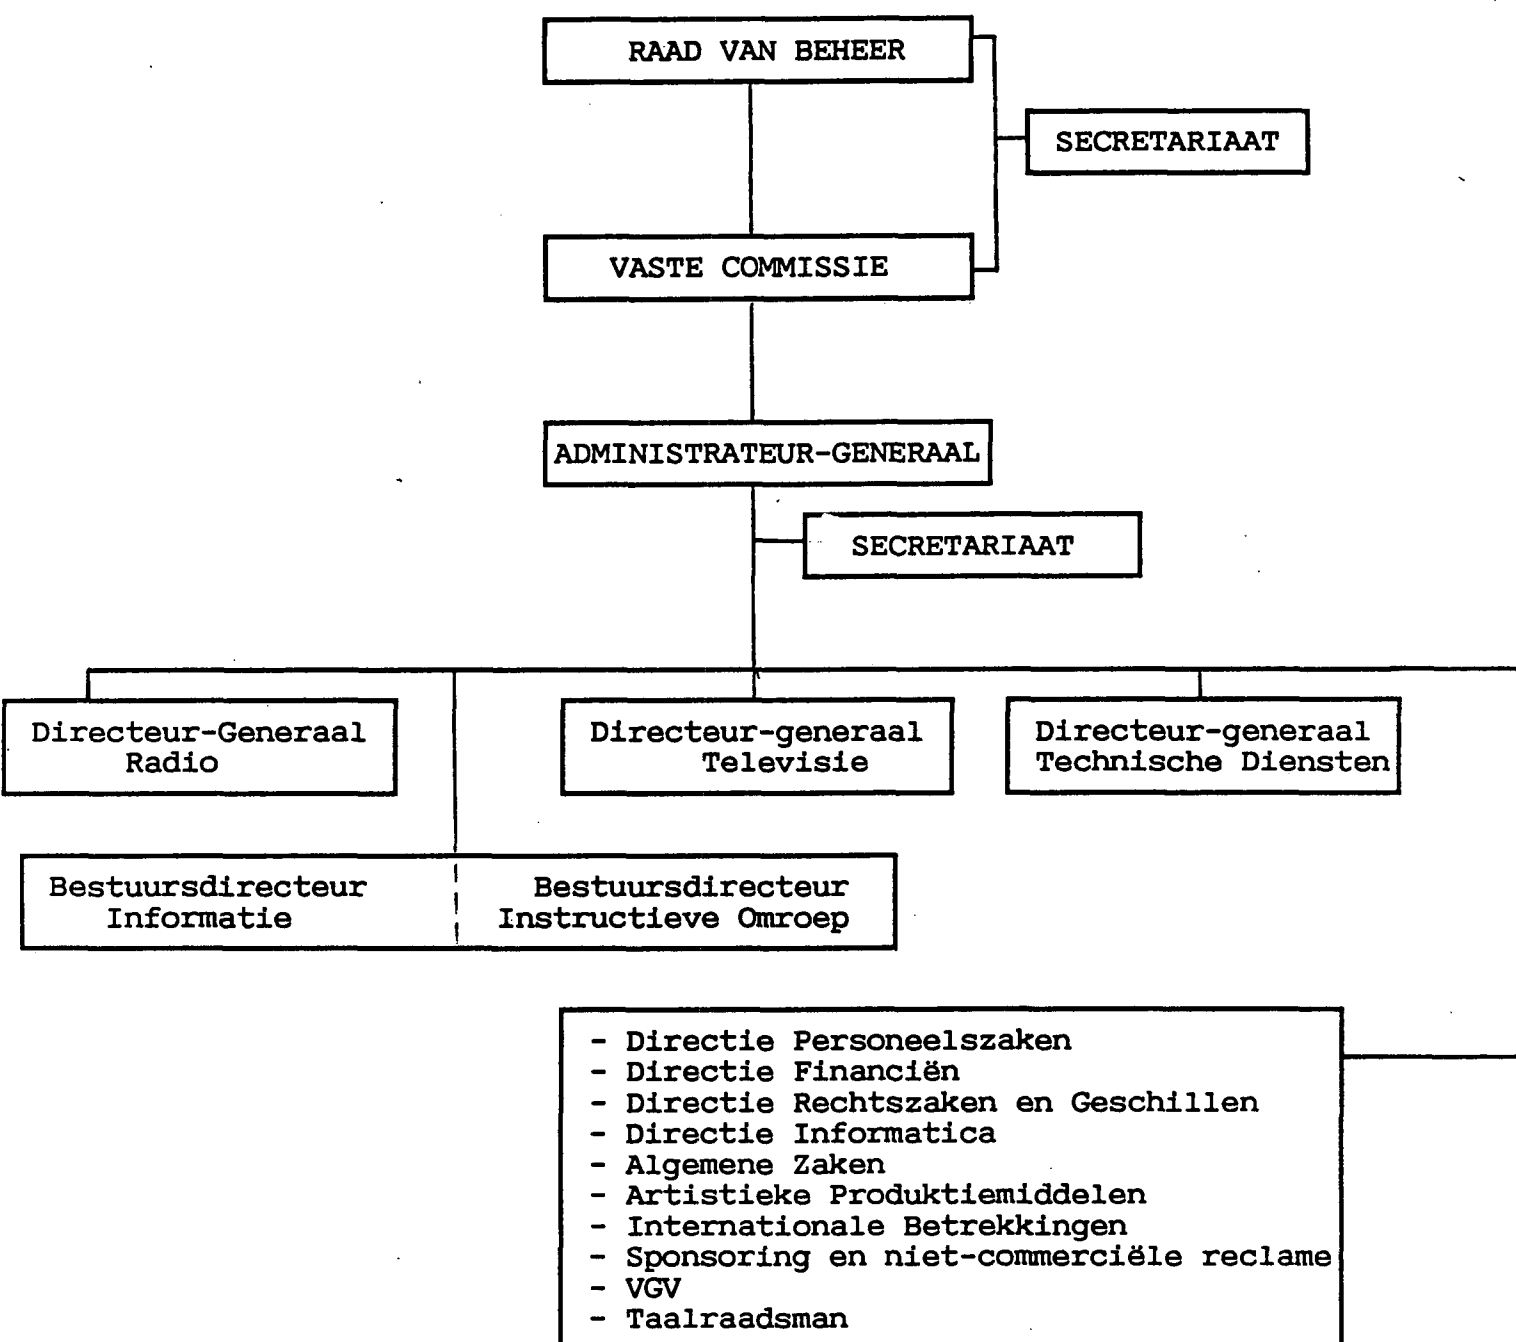 RAAD VAN BEHEER
SECRETARIAAT
VASTE COMMISSIE
ADMINISTRATEUR-GENERAAL
SECRETARIAAT
Directeur-Generaal
Radio
Directeur-generaal
Televisie
Directeur-generaal
Technische Diensten
Bestuursdirecteur
Informatie
Bestuursdirecteur
Instructieve Omroep
- Directie Personeelszaken
- Directie Financiën
- Directie Rechtszaken en Geschillen
- Directie Informatica
- Algemene Zaken
- Artistieke Produktiemiddelen
- Internationale Betrekkingen
- Sponsoring en niet-commerciële reclame
- VGV
- Taalraadsman